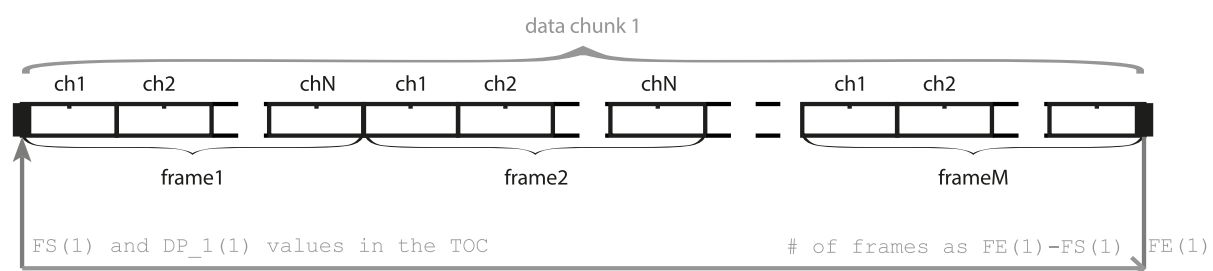 data chunk 1
ch1 ch2 chN ch1 ch2 chN ch1 ch2
frame1 frame2 frameM
FS(1) and DP_1(1) values in the TOC # of frames as FE(1)-FS(1) FE(1)